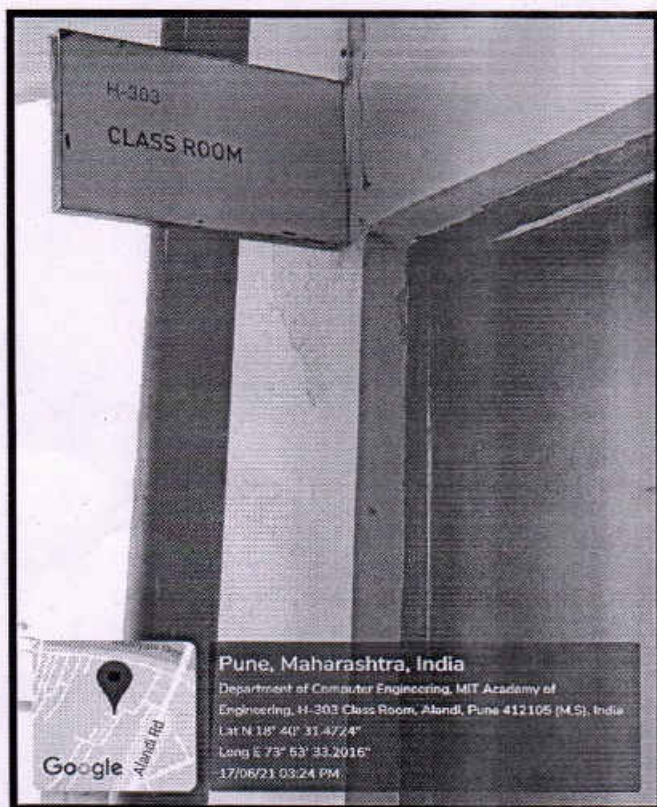 H-303
CLASS ROOM
Pune, Maharashtra, India
Department of Computer Engineering, MIT Academy of
Engineering, H-303 Class Room, Alandi, Pune 412105 (M.S), India
Lat N 18° 40' 31.4724"
Long E 73° 53' 33.2016"
17/06/21 03:24 PM
Google
Alandi Rd